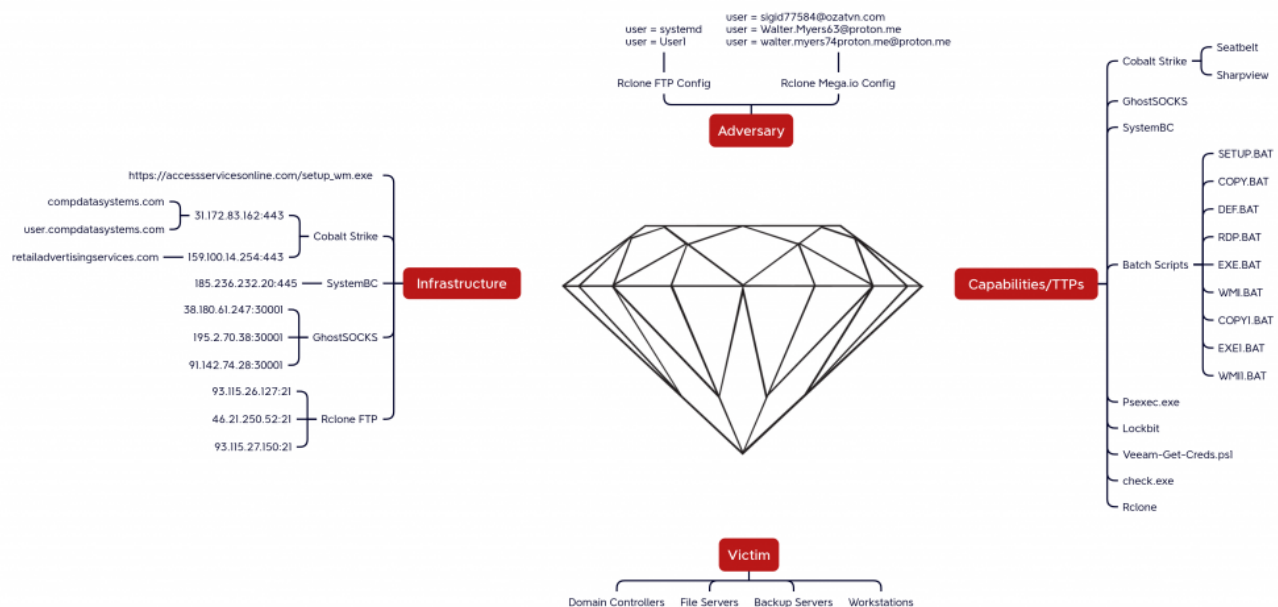 user = systemd
user = User1
user = sigid77584@ozatvn.com
user = Walter.Myers63@proton.me
user = walter.myers74proton.me@proton.me
Rclone FTP Config
Rclone Mega.io Config
Adversary
https://accessservicesonline.com/setup_wm.exe
compdatasystems.com
user.compdatasystems.com
31.172.83.162:443
retailadvertisingservices.com
159.100.14.254:443
Cobalt Strike
185.236.232.20:445
SystemBC
38.180.61.247:30001
195.2.70.38:30001
91.142.74.28:30001
GhostSOCKS
93.115.26.127:21
46.21.250.52:21
93.115.27.150:21
Rclone FTP
Infrastructure
Capabilities/TTPs
Cobalt Strike
Seatbelt
Sharpview
GhostSOCKS
SystemBC
Batch Scripts
SETUP.BAT
COPY.BAT
DEF.BAT
RDP.BAT
EXE.BAT
WMI.BAT
COPY1.BAT
EXE1.BAT
WMI1.BAT
Psexec.exe
Lockbit
Veeam-Get-Creds.ps1
check.exe
Rclone
Victim
Domain Controllers
File Servers
Backup Servers
Workstations